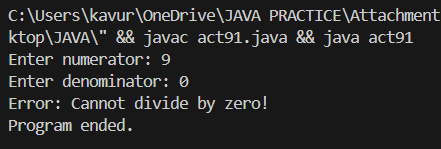 C:\Users\kavur\OneDrive\JAVA PRACTICE\Attachment
ktop\JAVA\" && javac act91.java && java act91
Enter numerator: 9
Enter denominator: 0
Error: Cannot divide by zero!
Program ended.